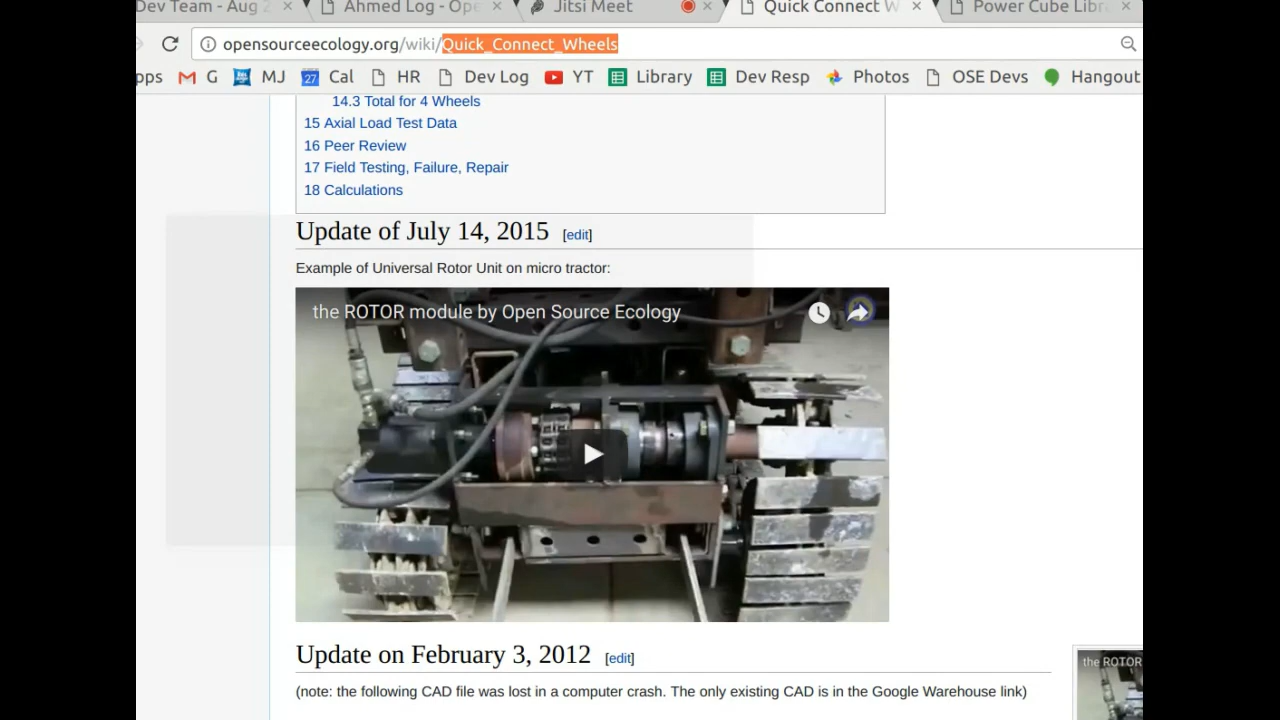 Dev Team - Aug 2
Ahmed Log - Ope
Jitsi Meet
Quick Connect W
Power Cube Libr
opensourceecology.org/wiki/Quick_Connect_Wheels
pps
G
MJ
27
Cal
HR
Dev Log
YT
Library
Dev Resp
Photos
OSE Devs
Hangout
14.3 Total for 4 Wheels
15 Axial Load Test Data
16 Peer Review
17 Field Testing, Failure, Repair
18 Calculations
Update of July 14, 2015 [edit]
Example of Universal Rotor Unit on micro tractor:
the ROTOR module by Open Source Ecology
Update on February 3, 2012 [edit]
the ROTOR
(note: the following CAD file was lost in a computer crash. The only existing CAD is in the Google Warehouse link)